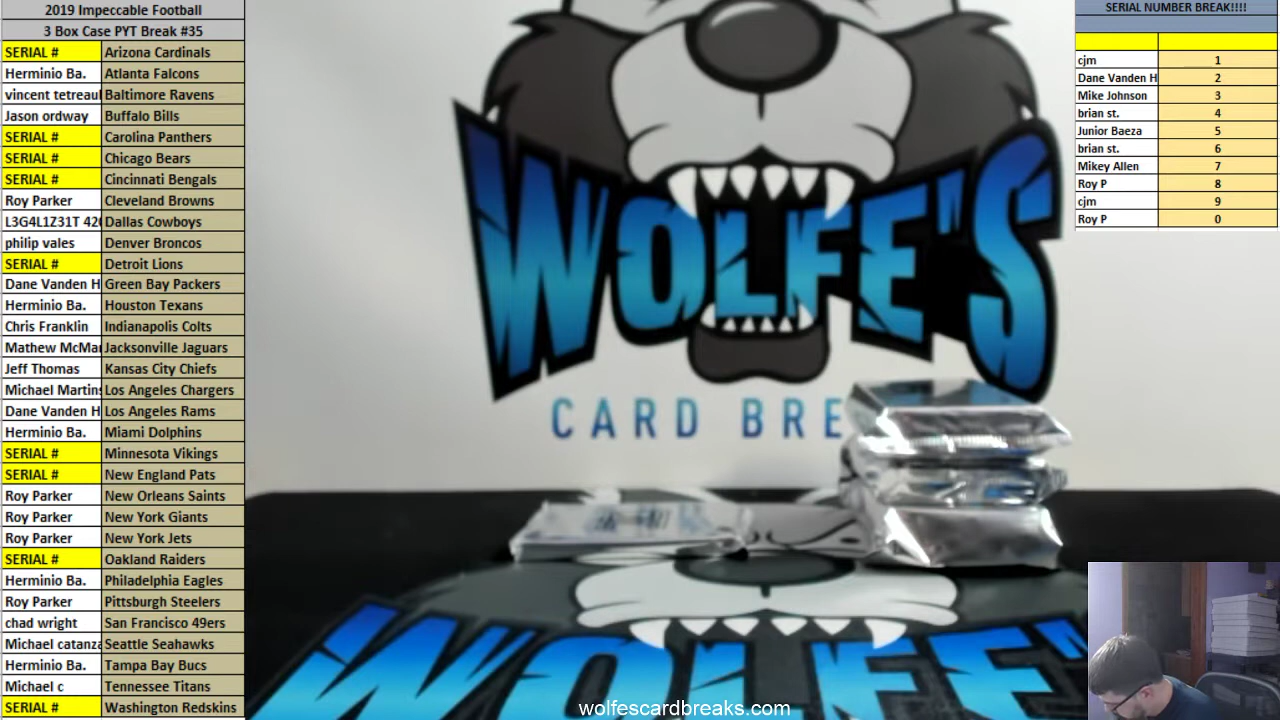 2019 Impeccable Football
3 Box Case PYT Break #35
SERIAL # Arizona Cardinals
Herminio Ba. Atlanta Falcons
vincent tetreaul Baltimore Ravens
Jason ordway Buffalo Bills
SERIAL # Carolina Panthers
SERIAL # Chicago Bears
SERIAL # Cincinnati Bengals
Roy Parker Cleveland Browns
L3G4L1Z31T 420 Dallas Cowboys
philip vales Denver Broncos
SERIAL # Detroit Lions
Dane Vanden H Green Bay Packers
Herminio Ba. Houston Texans
Chris Franklin Indianapolis Colts
Mathew McMan Jacksonville Jaguars
Jeff Thomas Kansas City Chiefs
Michael Martins Los Angeles Chargers
Dane Vanden H Los Angeles Rams
Herminio Ba. Miami Dolphins
SERIAL # Minnesota Vikings
SERIAL # New England Pats
Roy Parker New Orleans Saints
Roy Parker New York Giants
Roy Parker New York Jets
SERIAL # Oakland Raiders
Herminio Ba. Philadelphia Eagles
Roy Parker Pittsburgh Steelers
chad wright San Francisco 49ers
Michael catanza Seattle Seahawks
Herminio Ba. Tampa Bay Bucs
Michael c Tennessee Titans
SERIAL # Washington Redskins
WOLFE'S
CARD BRE
WOLFE'
wolfescardbreaks.com
SERIAL NUMBER BREAK!!!!
cjm 1
Dane Vanden H 2
Mike Johnson 3
brian st. 4
Junior Baeza 5
brian st. 6
Mikey Allen 7
Roy P 8
cjm 9
Roy P 0